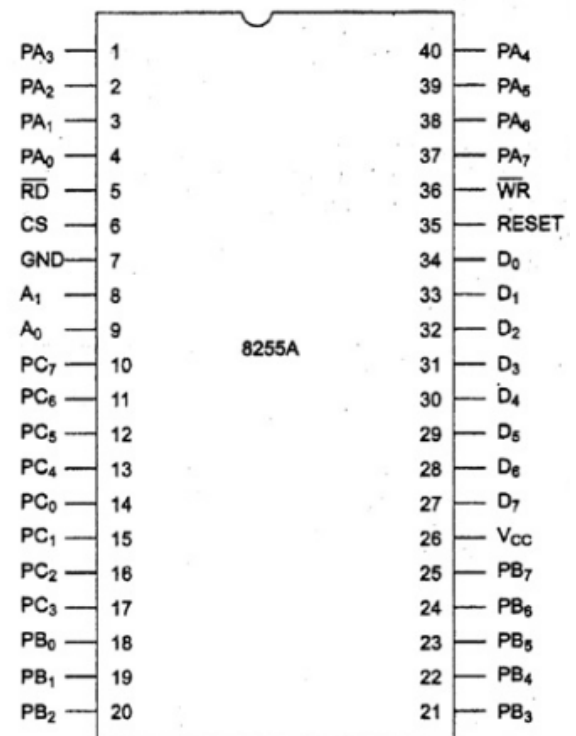 PA₃ 1 40 PA₄
PA₂ 2 39 PA₅
PA₁ 3 38 PA₆
PA₀ 4 37 PA₇
R̅D̅ 5 36 W̅R̅
CS 6 35 RESET
GND 7 34 D₀
A₁ 8 33 D₁
A₀ 9 32 D₂
8255A
PC₇ 10 31 D₃
PC₆ 11 30 D₄
PC₅ 12 29 D₅
PC₄ 13 28 D₆
PC₀ 14 27 D₇
PC₁ 15 26 V_CC
PC₂ 16 25 PB₇
PC₃ 17 24 PB₆
PB₀ 18 23 PB₅
PB₁ 19 22 PB₄
PB₂ 20 21 PB₃